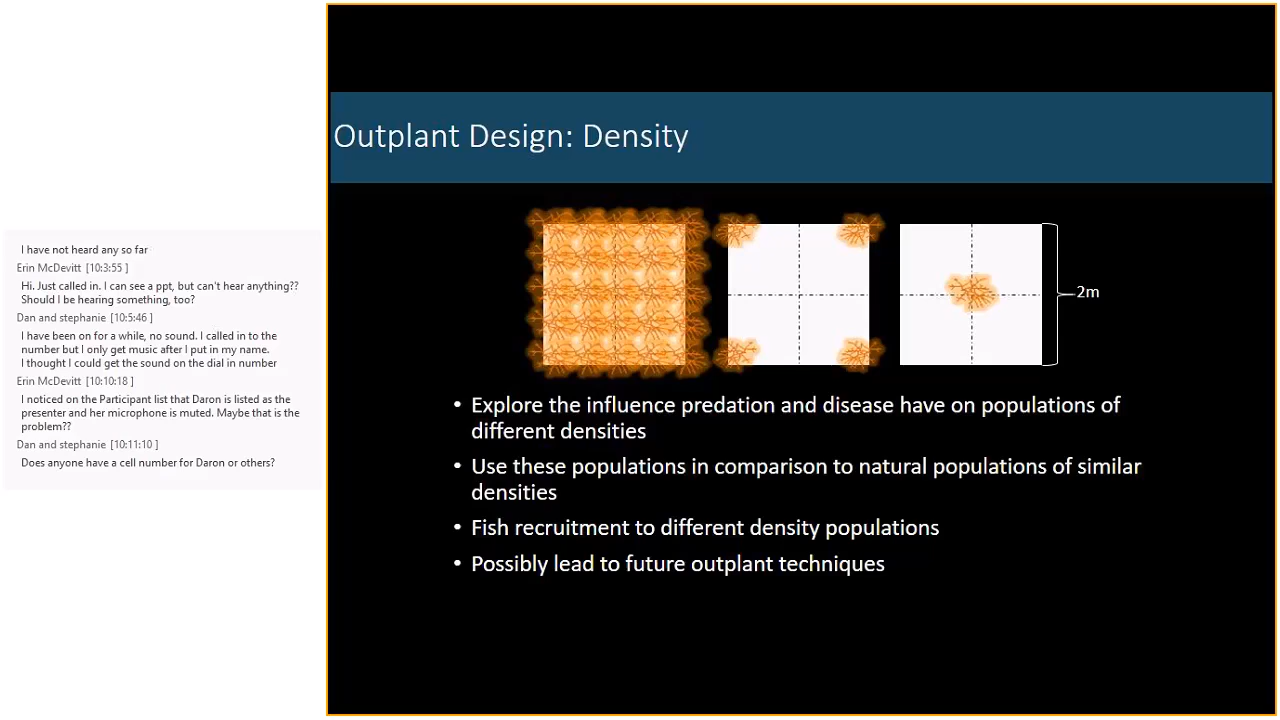 I have not heard any so far
Erin McDevitt [10:3:55 ]
Hi. Just called in. I can see a ppt, but can't hear anything??
Should I be hearing something, too?
Dan and stephanie [10:5:46 ]
I have been on for a while, no sound. I called in to the
number but I only get music after I put in my name.
I thought I could get the sound on the dial in number
Erin McDevitt [10:10:18 ]
I noticed on the Participant list that Daron is listed as the
presenter and her microphone is muted. Maybe that is the
problem??
Dan and stephanie [10:11:10 ]
Does anyone have a cell number for Daron or others?
Outplant Design: Density
2m
• Explore the influence predation and disease have on populations of
different densities
• Use these populations in comparison to natural populations of similar
densities
• Fish recruitment to different density populations
• Possibly lead to future outplant techniques